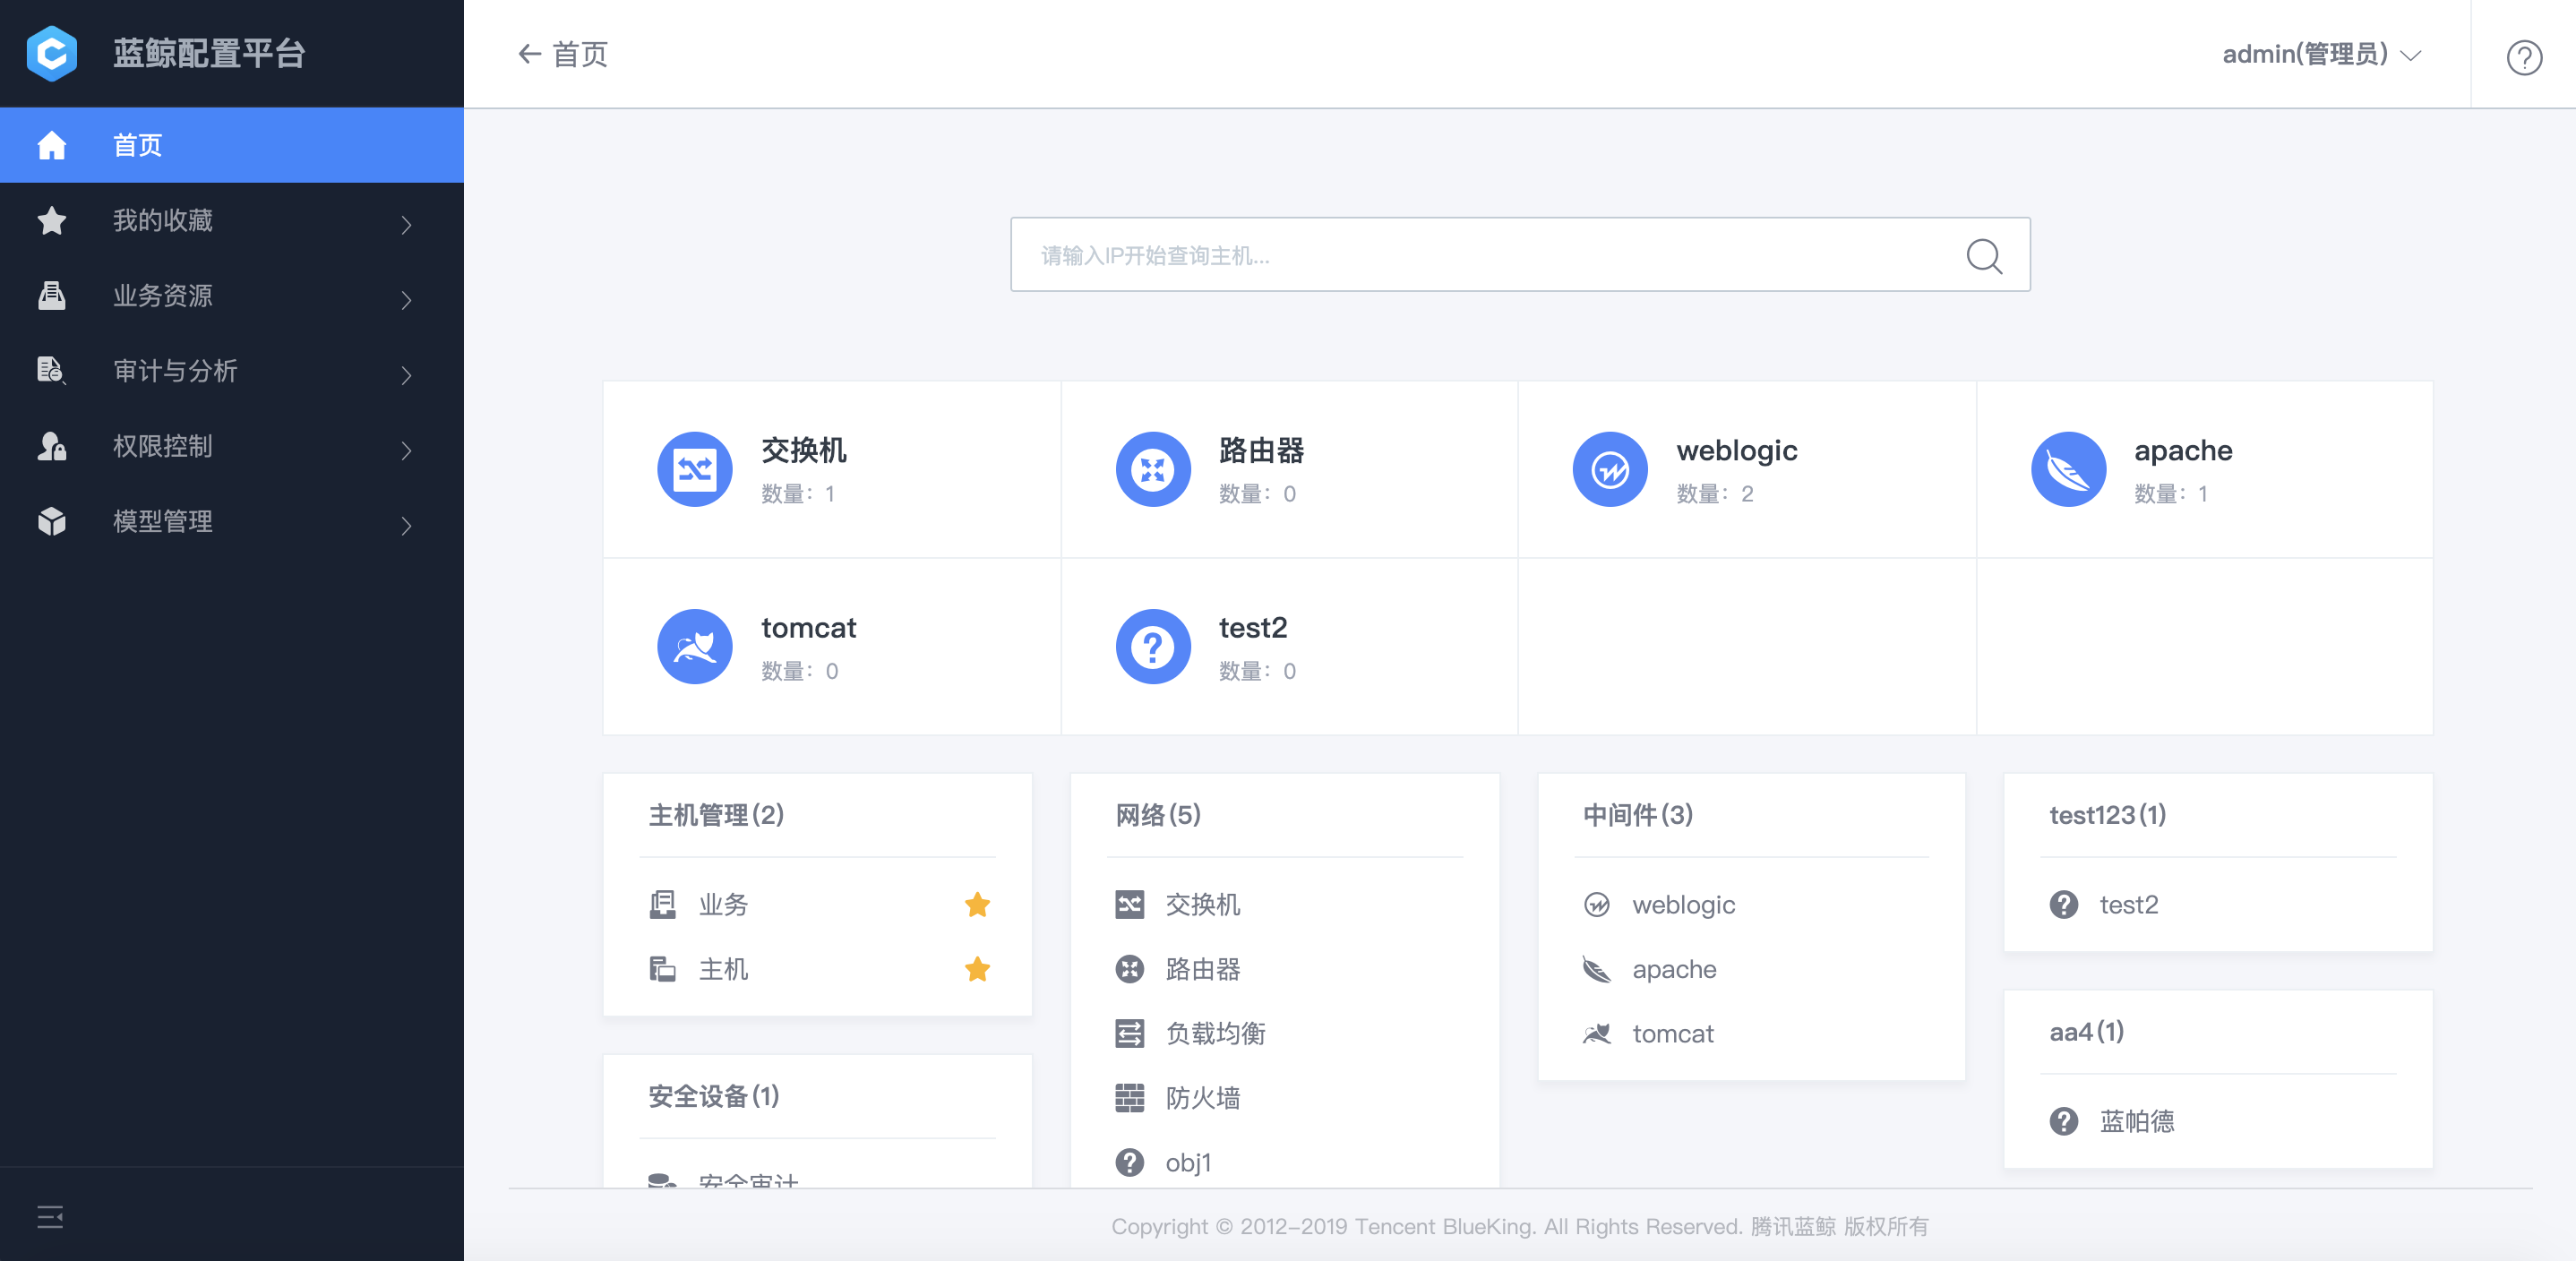 蓝鲸配置平台
首页
我的收藏
业务资源
审计与分析
权限控制
模型管理
首页
admin(管理员)
请输入IP开始查询主机...
交换机
数量：1
路由器
数量：0
weblogic
数量：2
apache
数量：1
tomcat
数量：0
test2
数量：0
主机管理(2)
业务
主机
安全设备(1)
安全审计
网络(5)
交换机
路由器
负载均衡
防火墙
obj1
中间件(3)
weblogic
apache
tomcat
test123(1)
test2
aa4(1)
蓝帕德
Copyright © 2012-2019 Tencent BlueKing. All Rights Reserved. 腾讯蓝鲸 版权所有